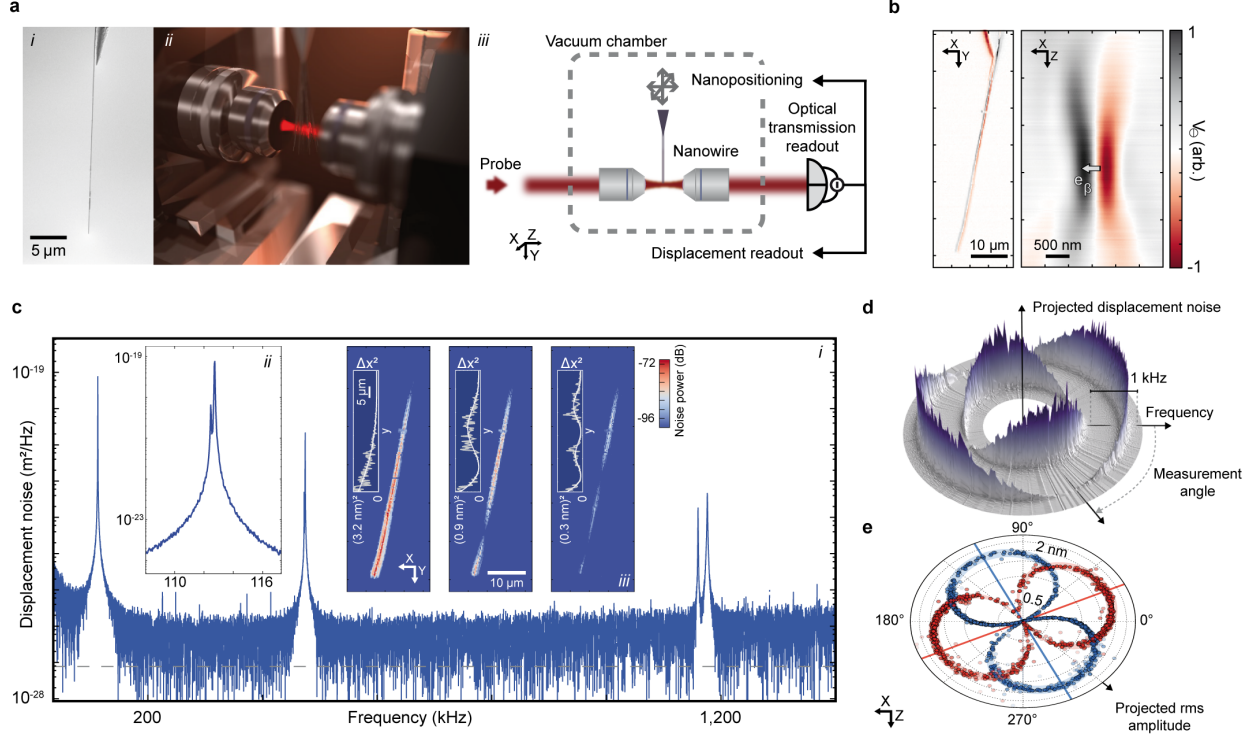 a
i
5 μm
ii
iii
Vacuum chamber
Nanopositioning
Optical
transmission
readout
Nanowire
Probe
X
Z
Y
Displacement readout
b
X
Y
10 μm
X
Z
eβ
500 nm
1
V⊖ (arb.)
-1
c
Displacement noise (m²/Hz)
10-19
10-28
10-19
10-23
ii
110
116
i
Δx²
5 μm
y
0
(3.2 nm)²
X
Y
Δx²
y
0
(0.9 nm)²
10 μm
Δx²
y
0
(0.3 nm)²
iii
-72
-96
Noise power (dB)
200
Frequency (kHz)
1,200
d
Projected displacement noise
1 kHz
Frequency
Measurement
angle
e
90°
2 nm
0.5
180°
0°
270°
X
Z
Projected rms
amplitude